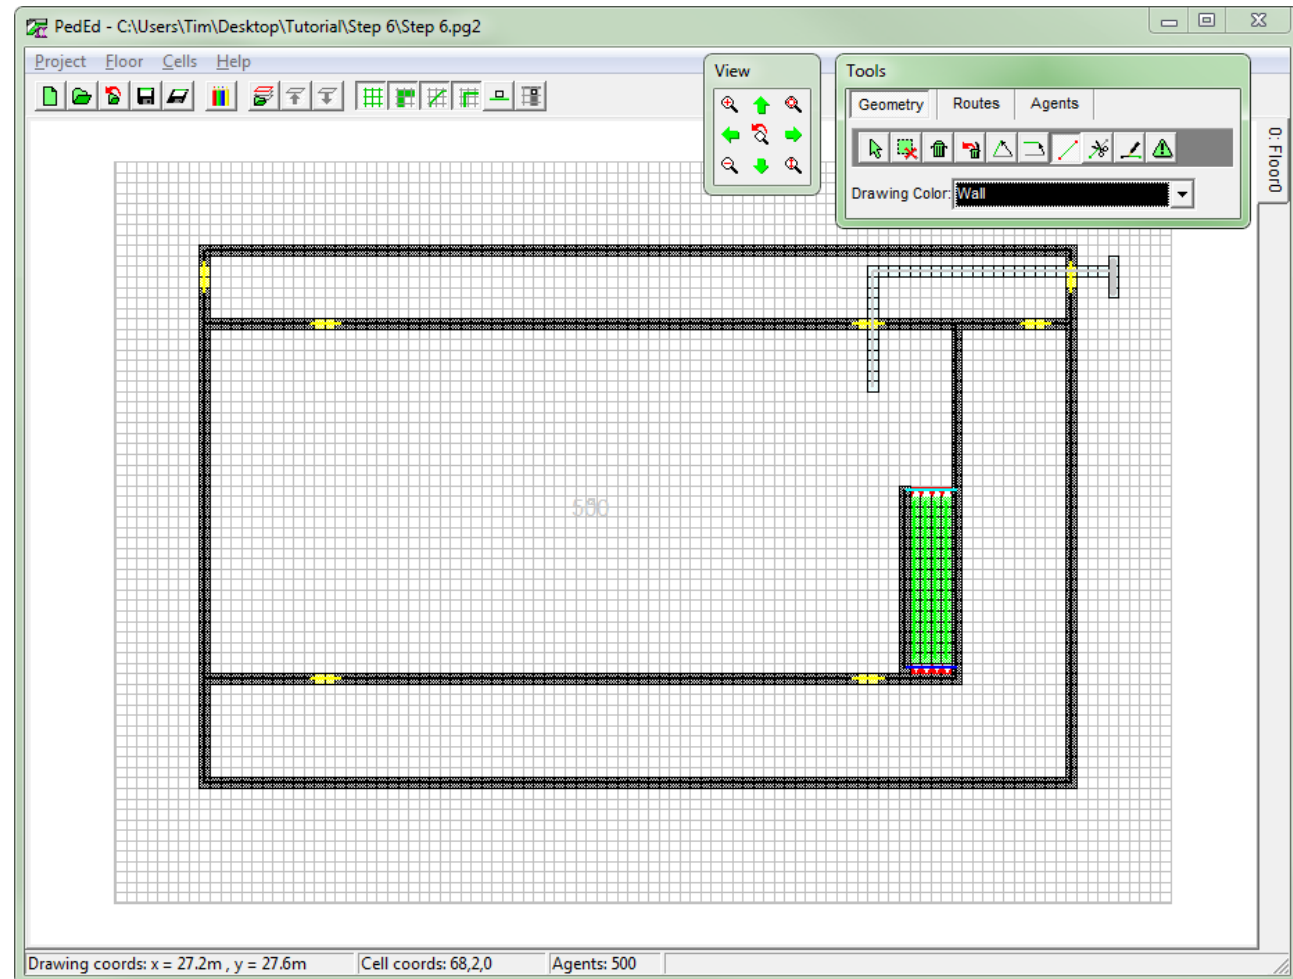 PedEd - C:\Users\Tim\Desktop\Tutorial\Step 6\Step 6.pg2
Project Floor Cells Help
View
Tools
Geometry Routes Agents
Drawing Color: Wall
0: Floor0
Drawing coords: x = 27.2m , y = 27.6m Cell coords: 68,2,0 Agents: 500